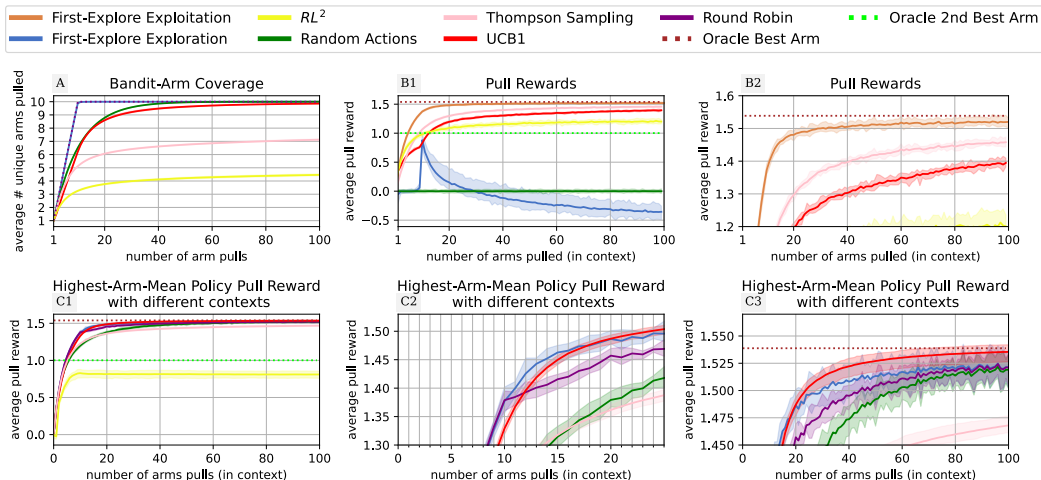 First-Explore Exploitation
RL²
Thompson Sampling
Round Robin
Oracle 2nd Best Arm
First-Explore Exploration
Random Actions
UCB1
Oracle Best Arm
A
Bandit-Arm Coverage
average # unique arms pulled
10
9
8
7
6
5
4
3
2
1
1 20 40 60 80 100
number of arm pulls
B1
Pull Rewards
average pull reward
1.5
1.0
0.5
0.0
−0.5
1 20 40 60 80 100
number of arms pulled (in context)
B2
Pull Rewards
average pull reward
1.6
1.5
1.4
1.3
1.2
1 20 40 60 80 100
number of arms pulled (in context)
Highest-Arm-Mean Policy Pull Reward
with different contexts
C1
average pull reward
1.5
1.0
0.5
0.0
0 20 40 60 80 100
number of arms pulls (in context)
Highest-Arm-Mean Policy Pull Reward
with different contexts
C2
average pull reward
1.50
1.45
1.40
1.35
1.30
0 5 10 15 20
number of arms pulls (in context)
Highest-Arm-Mean Policy Pull Reward
with different contexts
C3
average pull reward
1.550
1.525
1.500
1.475
1.450
0 20 40 60 80 100
number of arms pulls (in context)